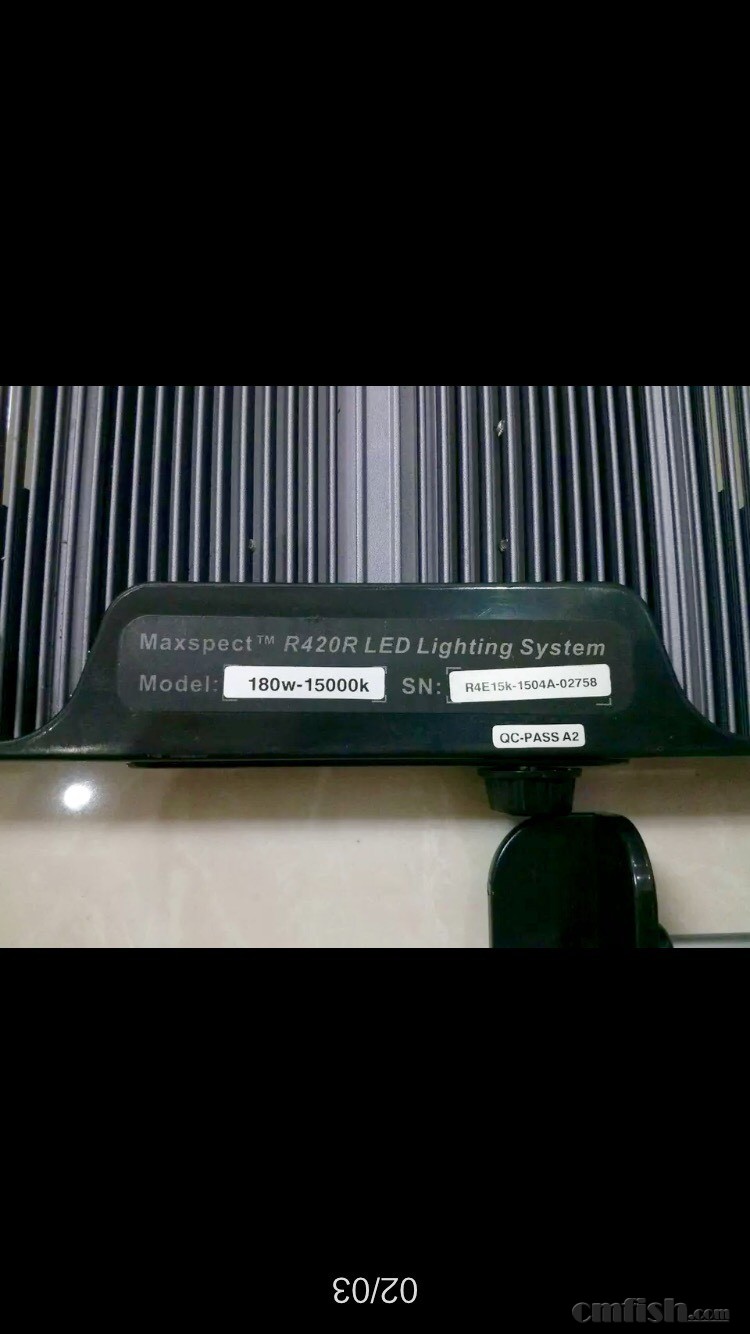 Maxspect™ R420R LED Lighting System
Model: 180w-15000k SN: R4E15k-1504A-02758
QC-PASS A2
02/03
cmfish.com